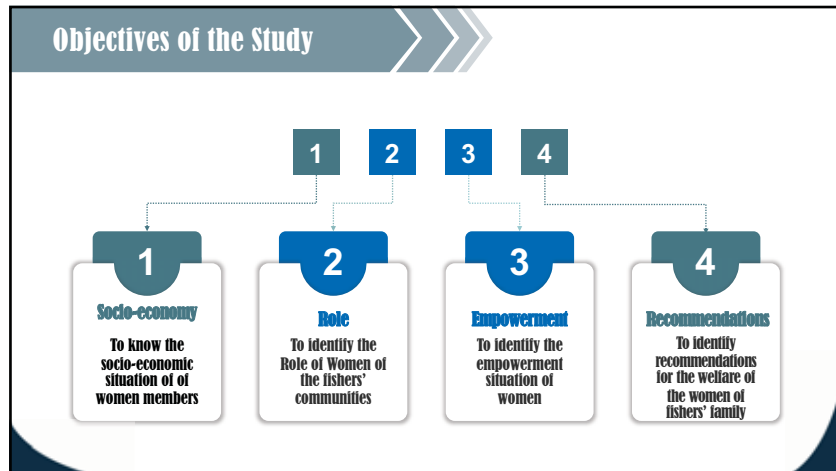 Objectives of the Study
1
2
3
4
1
Socio-economy
To know the
socio-economic
situation of of
women members
2
Role
To identify the
Role of Women of
the fishers'
communities
3
Empowerment
To identify the
empowerment
situation of
women
4
Recommendations
To identify
recommendations
for the welfare of
the women of
fishers' family